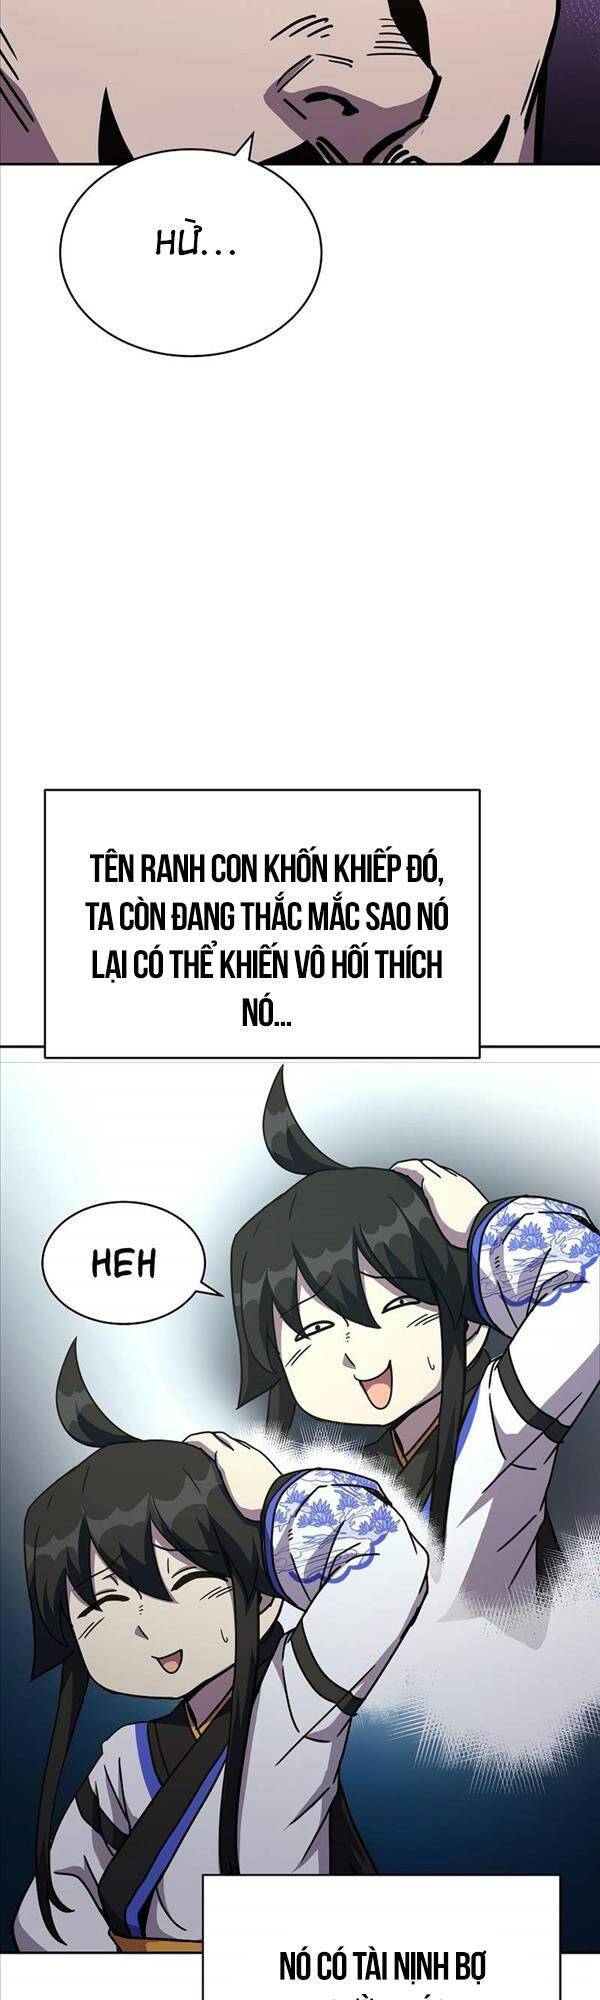 HỪ...
TÊN RANH CON KHỐN KHIẾP ĐÓ,
TA CÒN ĐANG THẮC MẮC SAO NÓ
LẠI CÓ THỂ KHIẾN VÔ HỐI THÍCH
NÓ...
HEH
NÓ CÓ TÀI NỊNH BỢ